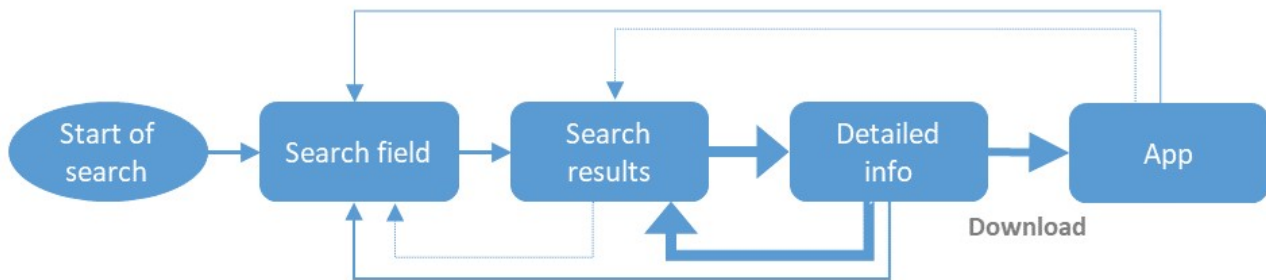 Start of
search
Search field
Search
results
Detailed
info
App
Download